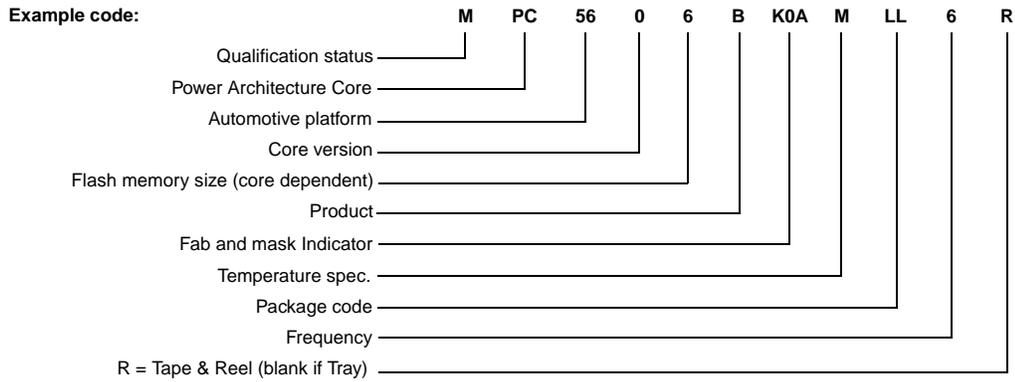 Example code: M PC 56 0 6 B K0A M LL 6 R
Qualification status
Power Architecture Core
Automotive platform
Core version
Flash memory size (core dependent)
Product
Fab and mask Indicator
Temperature spec.
Package code
Frequency
R = Tape & Reel (blank if Tray)